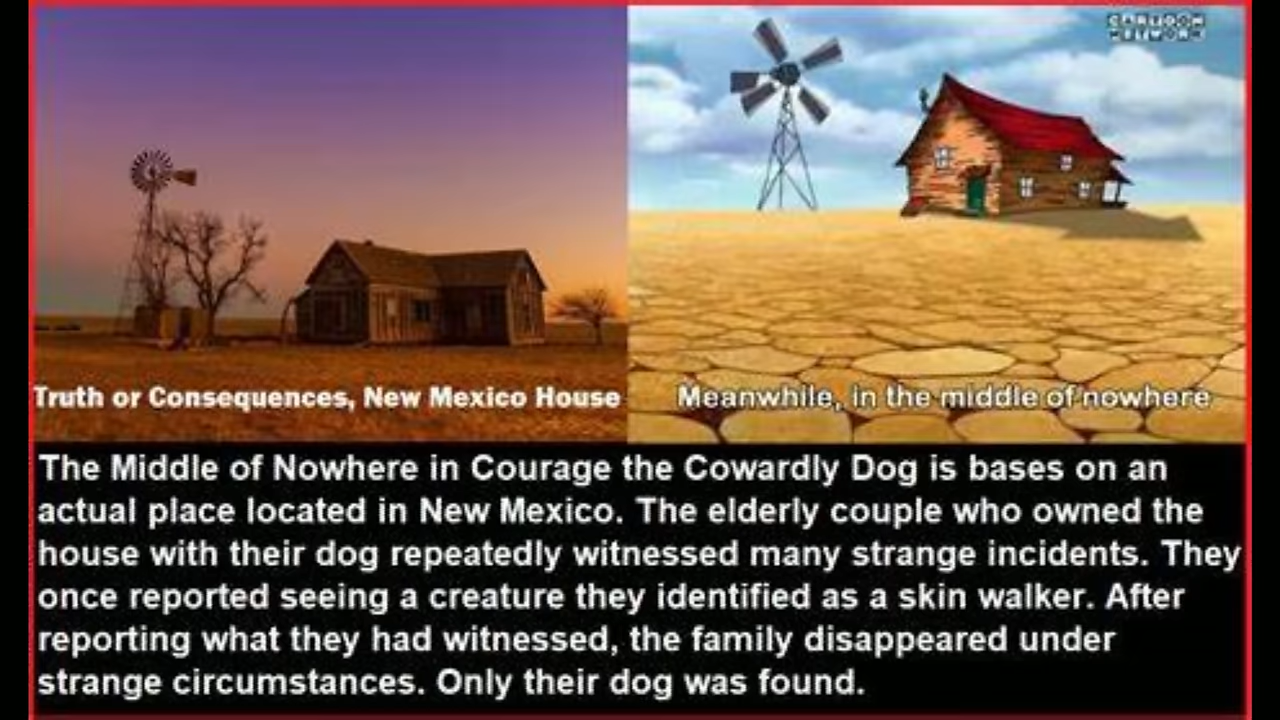 CARTOON
NETWORK
Truth or Consequences, New Mexico House
Meanwhile, in the middle of nowhere
The Middle of Nowhere in Courage the Cowardly Dog is bases on an
actual place located in New Mexico. The elderly couple who owned the
house with their dog repeatedly witnessed many strange incidents. They
once reported seeing a creature they identified as a skin walker. After
reporting what they had witnessed, the family disappeared under
strange circumstances. Only their dog was found.